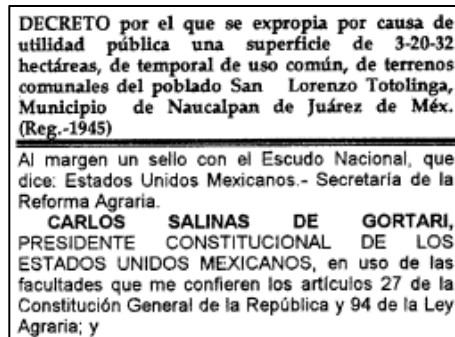 DECRETO por el que se expropia por causa de
utilidad pública una superficie de 3-20-32
hectáreas, de temporal de uso común, de terrenos
comunales del poblado San Lorenzo Totolinga,
Municipio de Naucalpan de Juárez de Méx.
(Reg.-1945)
Al margen un sello con el Escudo Nacional, que
dice: Estados Unidos Mexicanos.- Secretaría de la
Reforma Agraria.
CARLOS SALINAS DE GORTARI,
PRESIDENTE CONSTITUCIONAL DE LOS
ESTADOS UNIDOS MEXICANOS, en uso de las
facultades que me confieren los artículos 27 de la
Constitución General de la República y 94 de la Ley
Agraria; y